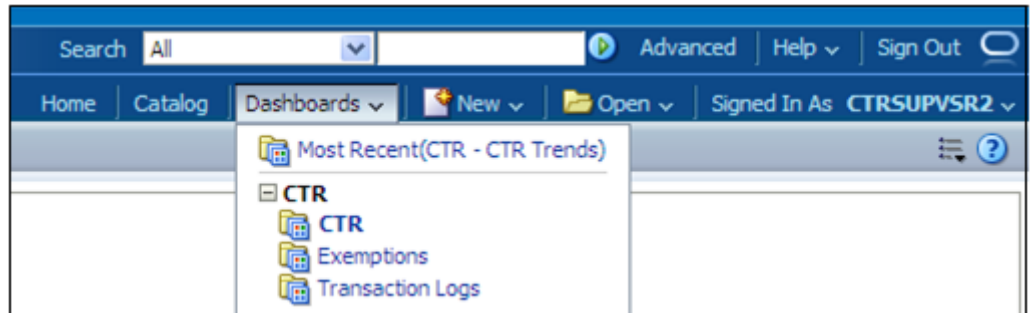 Search All Advanced Help Sign Out
Home Catalog Dashboards New Open Signed In As CTRSUPVSR2
Most Recent(CTR - CTR Trends)
CTR
CTR
Exemptions
Transaction Logs